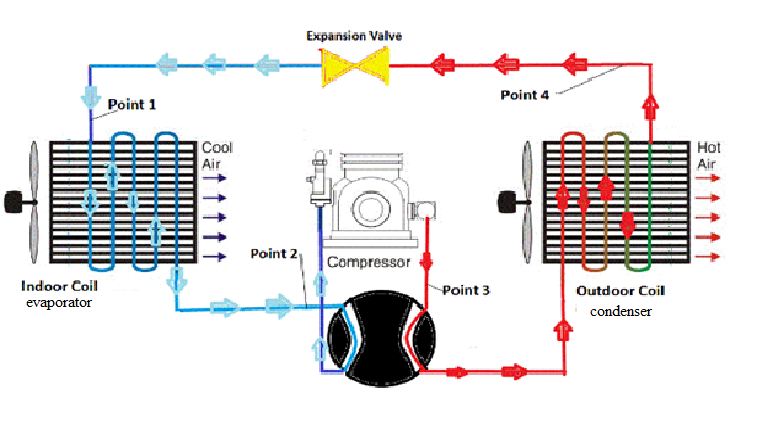 Expansion Valve
Point 4
Point 1
Cool
Air
Hot
Air
Point 2
Compressor
Indoor Coil
evaporator
Point 3
Outdoor Coil
condenser